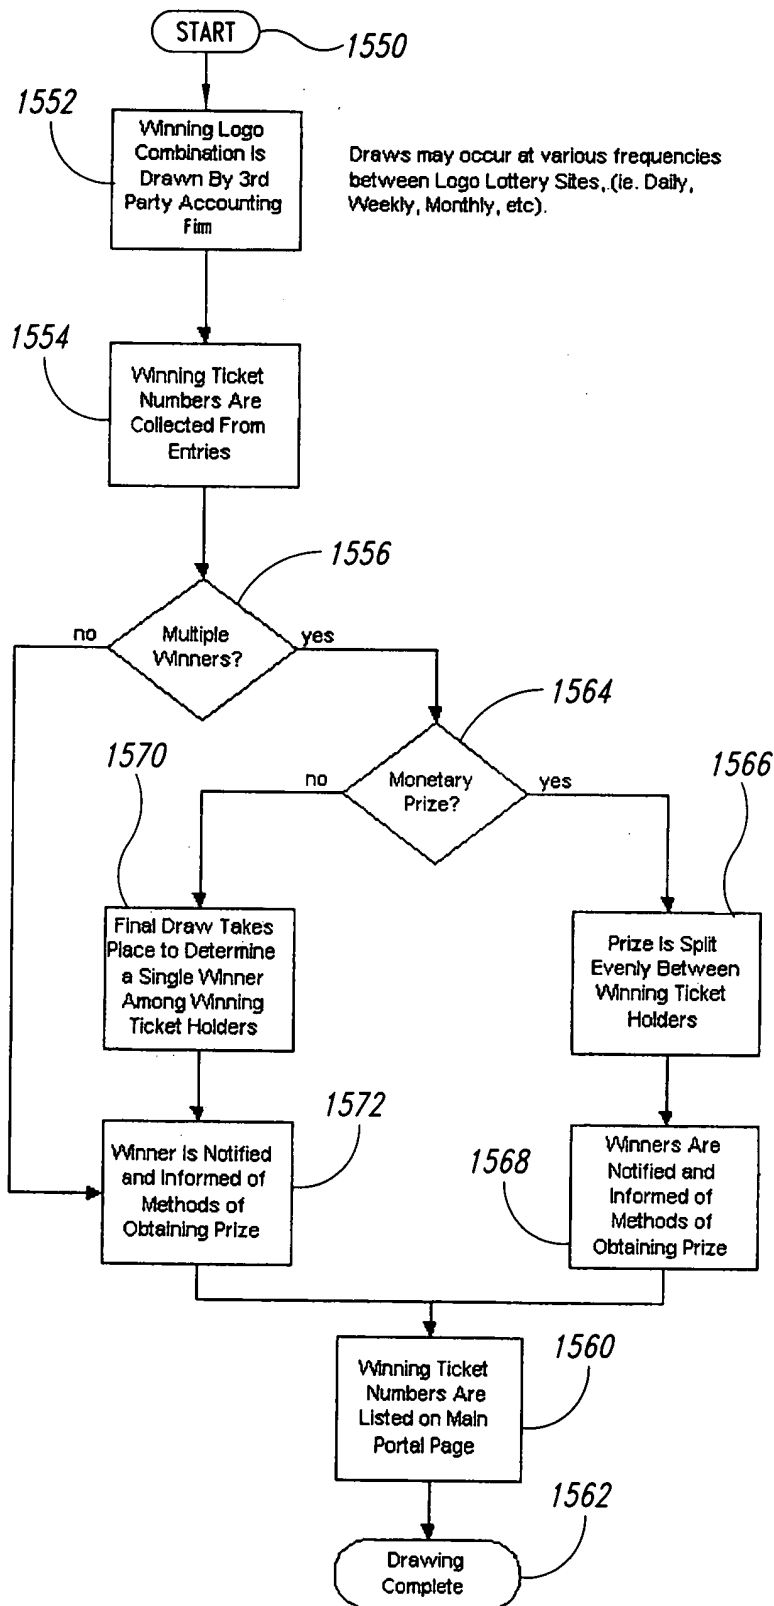 START
1550
1552
Winning Logo
Combination Is
Drawn By 3rd
Party Accounting
Firm
Draws may occur at various frequencies
between Logo Lottery Sites, (ie. Daily,
Weekly, Monthly, etc).
1554
Winning Ticket
Numbers Are
Collected From
Entries
1556
no
Multiple
Winners?
yes
1564
1570
no
Monetary
Prize?
yes
1566
Final Draw Takes
Place to Determine
a Single Winner
Among Winning
Ticket Holders
Prize Is Split
Evenly Between
Winning Ticket
Holders
1572
Winner Is Notified
and Informed of
Methods of
Obtaining Prize
1568
Winners Are
Notified and
Informed of
Methods of
Obtaining Prize
1560
Winning Ticket
Numbers Are
Listed on Main
Portal Page
1562
Drawing
Complete